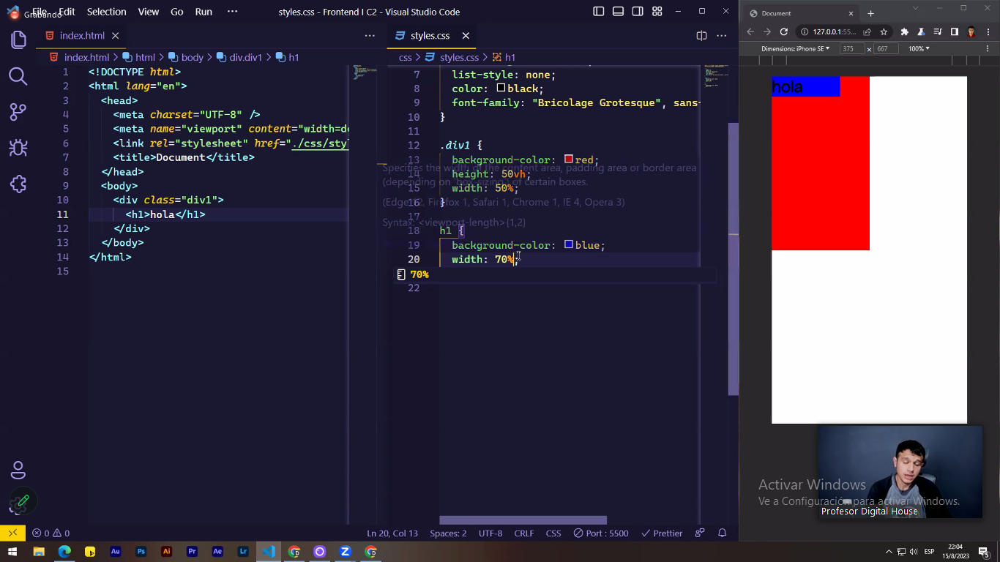 File Edit Selection View Go Run ··· styles.css - Frontend I C2 - Visual Studio Code
Grabando
index.html
styles.css
index.html > html > body > div.div1 > h1
css > styles.css > h1
1 <!DOCTYPE html>
2 <html lang="en">
3 <head>
4 <meta charset="UTF-8" />
5 <meta name="viewport" content="width=de
6 <link rel="stylesheet" href="./css/styl
7 <title>Document</title>
8 </head>
9 <body>
10 <div class="div1">
11 <h1>hola</h1>
12 </div>
13 </body>
14 </html>
15
7 list-style: none;
8 color: black;
9 font-family: "Bricolage Grotesque", sans-
10 }
11
12 .div1 {
13 background-color: red;
14 height: 50vh;
15 width: 50%;
16 }
17
18 h1 {
19 background-color: blue;
20 width: 70%;
70%
22
Specifies the width of the content area, padding area or border area
(depending on 'box-sizing') of certain boxes.
(Edge 12, Firefox 1, Safari 1, Chrome 1, IE 4, Opera 3)
Syntax: <viewport-length>{1,2}
Document
127.0.0.1:55...
Dimensions: iPhone SE 375 × 667 100%
hola
Activar Windows
Ve a Configuración para activar Windows.
Profesor Digital House
0 0
Ln 20, Col 13 Spaces: 2 UTF-8 CRLF CSS Port : 5500 Prettier
Au Ps Ai Pr Ae Lr
ESP
22:04
15/8/2023
5